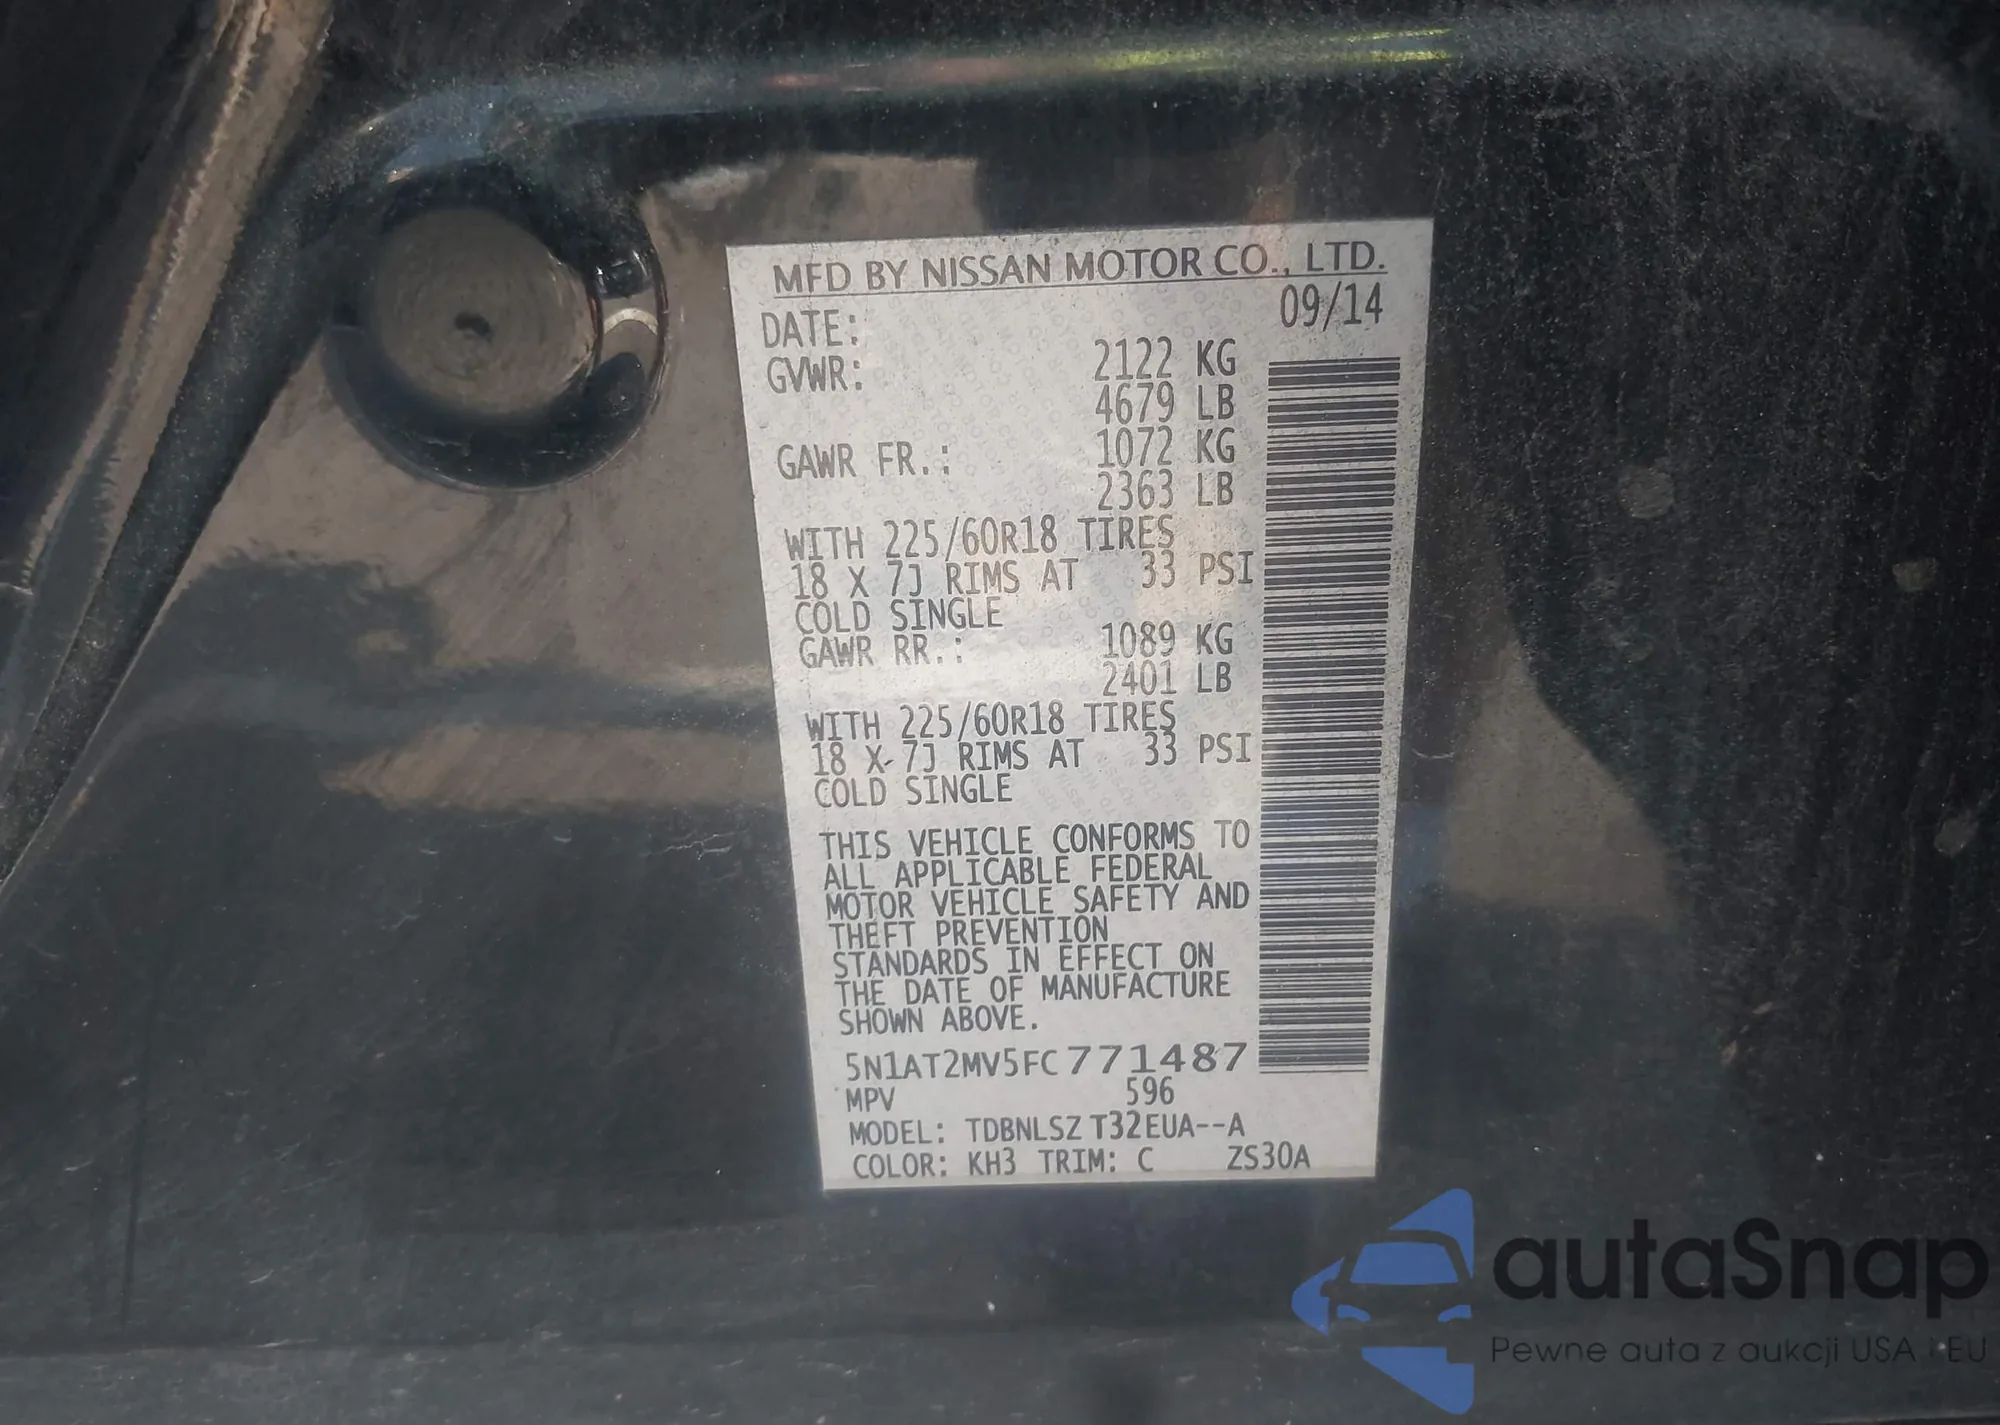 MFD BY NISSAN MOTOR CO., LTD.
DATE: 09/14
GVWR: 2122 KG
4679 LB
GAWR FR.: 1072 KG
2363 LB
WITH 225/60R18 TIRES
18 X 7J RIMS AT 33 PSI
COLD SINGLE
GAWR RR.: 1089 KG
2401 LB
WITH 225/60R18 TIRES
18 X 7J RIMS AT 33 PSI
COLD SINGLE
THIS VEHICLE CONFORMS TO
ALL APPLICABLE FEDERAL
MOTOR VEHICLE SAFETY AND
THEFT PREVENTION
STANDARDS IN EFFECT ON
THE DATE OF MANUFACTURE
SHOWN ABOVE.
5N1AT2MV5FC771487
MPV 596
MODEL: TDBNLSZ T32EUA--A
COLOR: KH3 TRIM: C ZS30A
autaSnap
Pewne auta z aukcji USA i EU